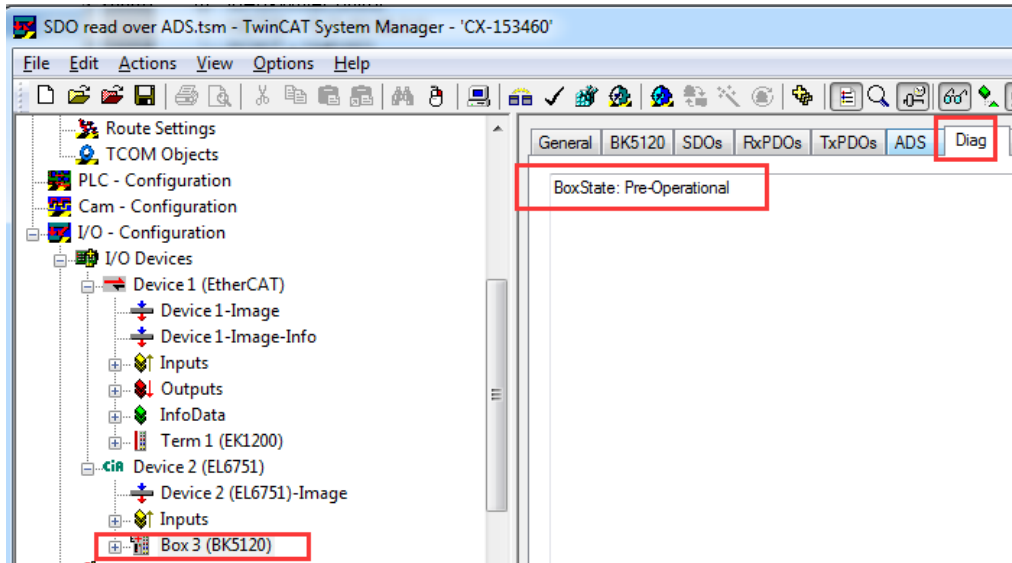 SDO read over ADS.tsm - TwinCAT System Manager - 'CX-153460'
File Edit Actions View Options Help
Route Settings
TCOM Objects
PLC - Configuration
Cam - Configuration
I/O - Configuration
I/O Devices
Device 1 (EtherCAT)
Device 1-Image
Device 1-Image-Info
Inputs
Outputs
InfoData
Term 1 (EK1200)
CiA Device 2 (EL6751)
Device 2 (EL6751)-Image
Inputs
Box 3 (BK5120)
General BK5120 SDOs RxPDOs TxPDOs ADS Diag
BoxState: Pre-Operational